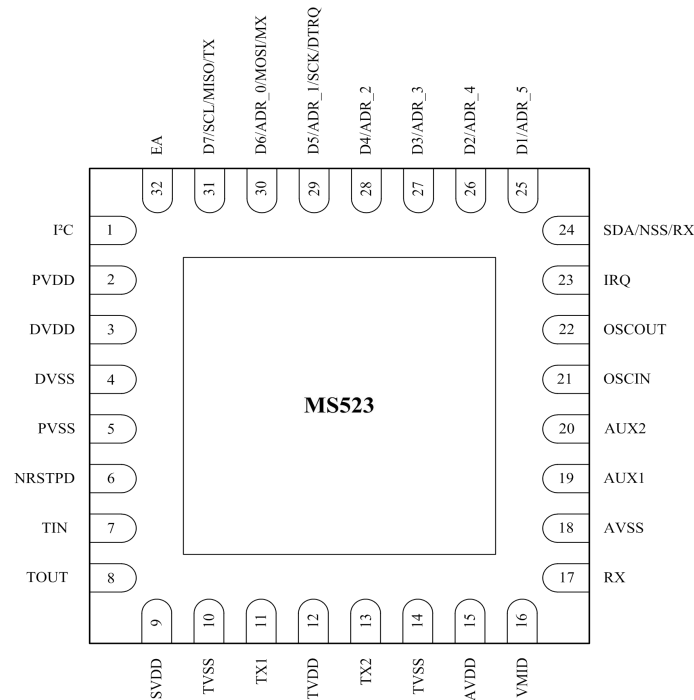 EA
D7/SCL/MISO/TX
D6/ADR_0/MOSI/MX
D5/ADR_1/SCK/DTRQ
D4/ADR_2
D3/ADR_3
D2/ADR_4
D1/ADR_5
32 31 30 29 28 27 26 25
I²C 1 24 SDA/NSS/RX
PVDD 2 23 IRQ
DVDD 3 22 OSCOUT
DVSS 4 21 OSCIN
MS523
PVSS 5 20 AUX2
NRSTPD 6 19 AUX1
TIN 7 18 AVSS
TOUT 8 17 RX
9 10 11 12 13 14 15 16
SVDD
TVSS
TX1
TVDD
TX2
TVSS
AVDD
VMID